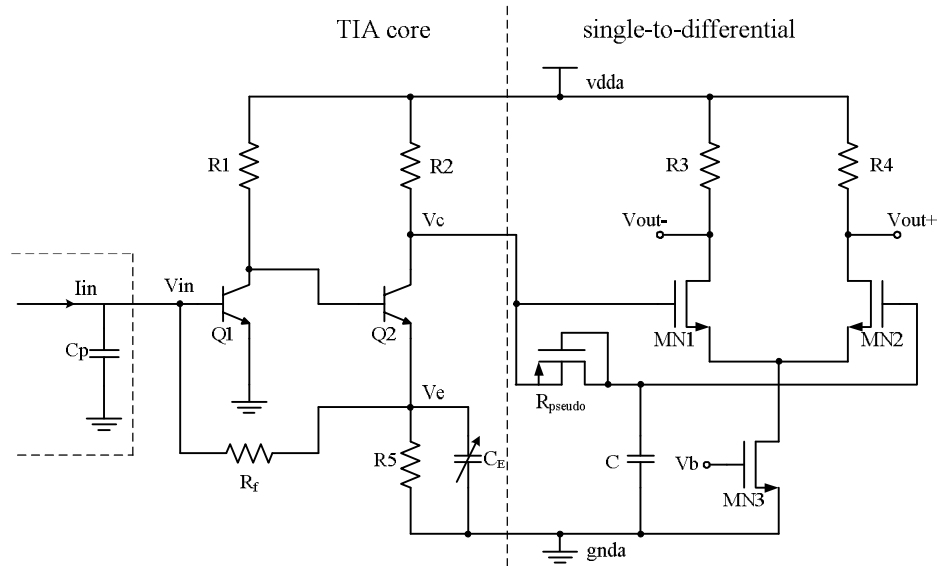 TIA core
single-to-differential
vdda
R1
R2
R3
R4
Vc
Vout-
Vout+
Iin
Vin
Q1
Q2
MN1
MN2
Cp
Ve
Rpseudo
Rf
R5
CE
C
Vb
MN3
gnda